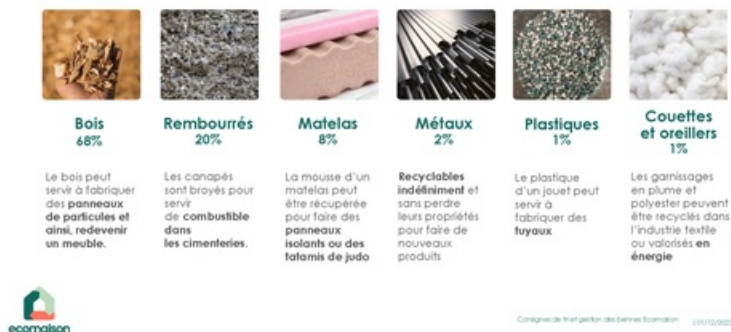 Bois
68%
Le bois peut
servir à fabriquer
des panneaux
de particules et
ainsi, redevenir
un meuble.
Rembourrés
20%
Les canapés
sont broyés pour
servir
de combustible
dans
les cimenteries.
Matelas
8%
La mousse d'un
matelas peut
être récupérée
pour faire des
panneaux
isolants ou des
tatamis de judo
Métaux
2%
Recyclables
indéfiniment et
sans perdre
leurs propriétés
pour faire de
nouveaux
produits
Plastiques
1%
Le plastique
d'un jouet peut
servir à
fabriquer des
tuyaux
Couettes
et oreillers
1%
Les garnissages
en plume et
polyester peuvent
être recyclés dans
l'industrie textile
ou valorisés en
énergie
ecomaison
Consignes de tri et gestion des bennes Ecomaison